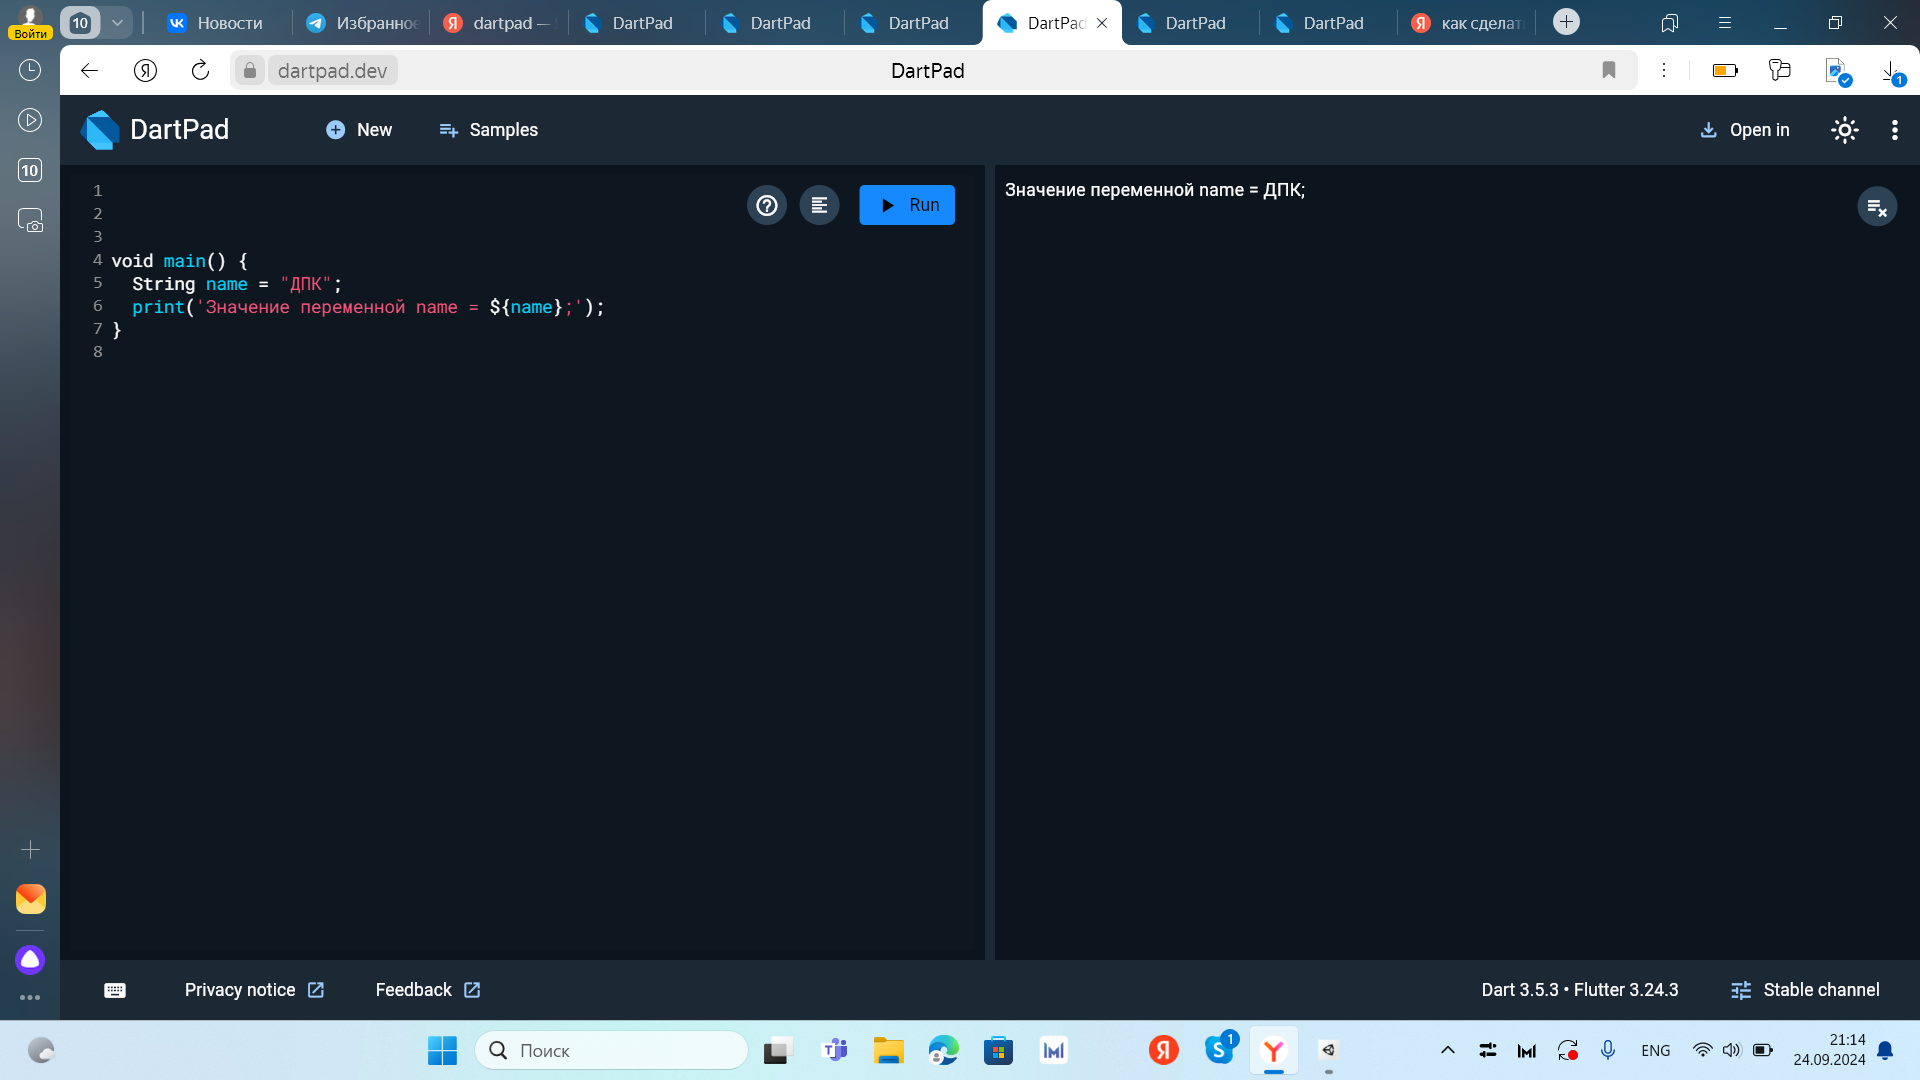 Войти
10
Новости
Избранное
dartpad —
DartPad
DartPad
DartPad
DartPad
DartPad
DartPad
как сделат
dartpad.dev
DartPad
1
10
DartPad
New
Samples
Open in
Run
1
2
3
4 void main() {
5 String name = "ДПК";
6 print('Значение переменной name = ${name};');
7 }
8
Значение переменной name = ДПК;
Privacy notice
Feedback
Dart 3.5.3 • Flutter 3.24.3
Stable channel
Поиск
1
ENG
21:14
24.09.2024